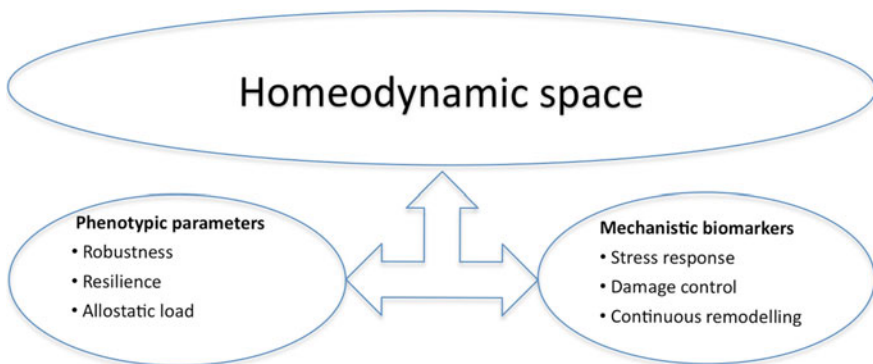 Homeodynamic space
Phenotypic parameters
• Robustness
• Resilience
• Allostatic load
Mechanistic biomarkers
• Stress response
• Damage control
• Continuous remodelling